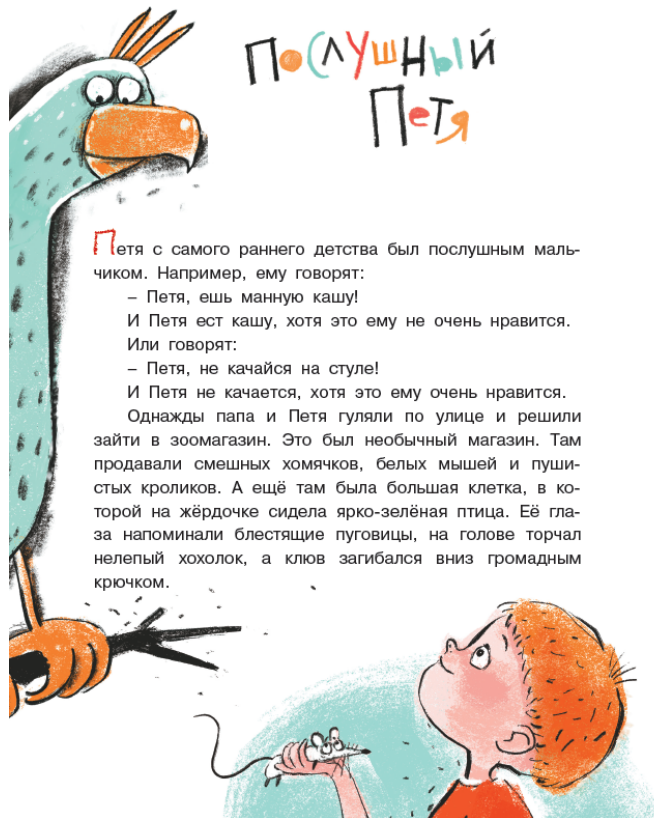 Послушный
Петя
Петя с самого раннего детства был послушным маль-
чиком. Например, ему говорят:
– Петя, ешь манную кашу!
И Петя ест кашу, хотя это ему не очень нравится.
Или говорят:
– Петя, не качайся на стуле!
И Петя не качается, хотя это ему очень нравится.
Однажды папа и Петя гуляли по улице и решили
зайти в зоомагазин. Это был необычный магазин. Там
продавали смешных хомячков, белых мышей и пуши-
стых кроликов. А ещё там была большая клетка, в ко-
торой на жёрдочке сидела ярко-зелёная птица. Её гла-
за напоминали блестящие пуговицы, на голове торчал
нелепый хохолок, а клюв загибался вниз громадным
крючком.